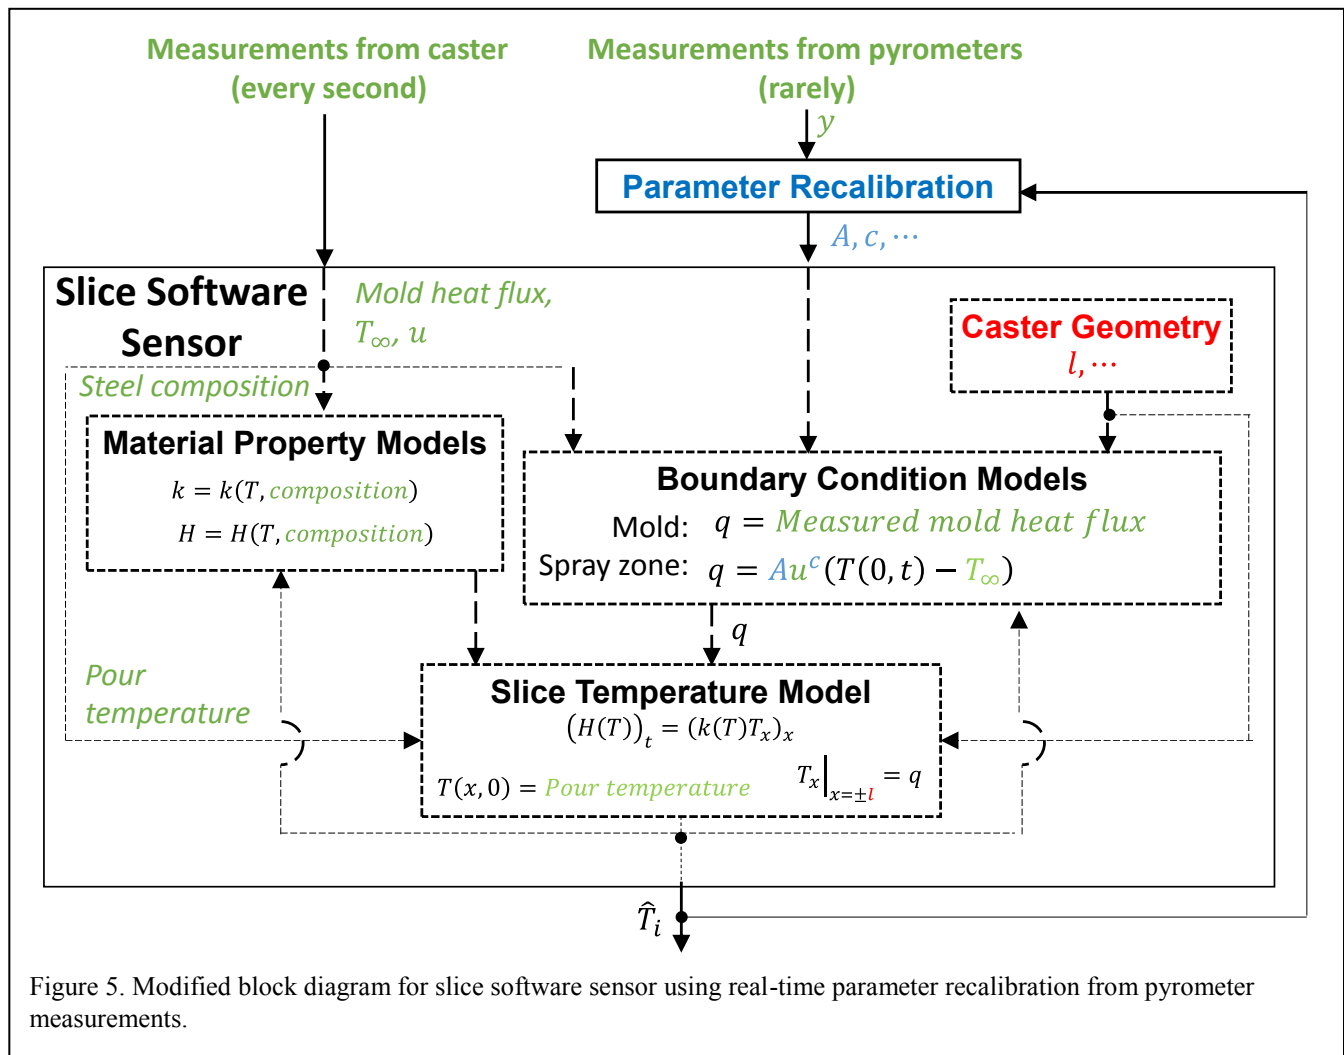 Measurements from caster
(every second)
Measurements from pyrometers
(rarely)
y
Parameter Recalibration
A, c, ⋯
Slice Software
Sensor
Mold heat flux,
T∞, u
Caster Geometry
l, ⋯
Steel composition
Material Property Models
k = k(T, composition)
H = H(T, composition)
Boundary Condition Models
Mold: q = Measured mold heat flux
Spray zone: q = Au^c(T(0, t) − T∞)
q
Pour
temperature
Slice Temperature Model
(H(T))_t = (k(T)T_x)_x
T(x, 0) = Pour temperature T_x|_{x=±l} = q
T̂_i
Figure 5. Modified block diagram for slice software sensor using real-time parameter recalibration from pyrometer
measurements.